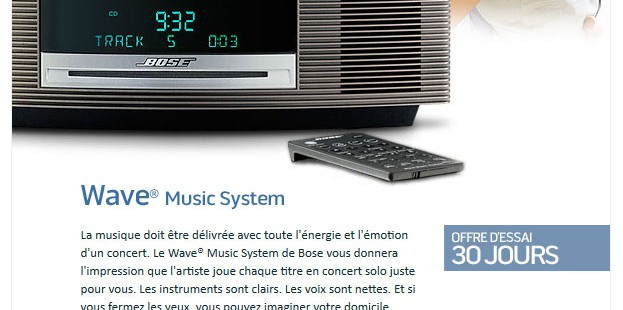 CD
9:32
TRACK 5 0:03
BOSE
Wave® Music System
La musique doit être délivrée avec toute l'énergie et l'émotion
d'un concert. Le Wave® Music System de Bose vous donnera
l'impression que l'artiste joue chaque titre en concert solo juste
pour vous. Les instruments sont clairs. Les voix sont nettes. Et si
vous fermez les yeux, vous pouvez imaginer votre domicile
OFFRE D'ESSAI
30 JOURS